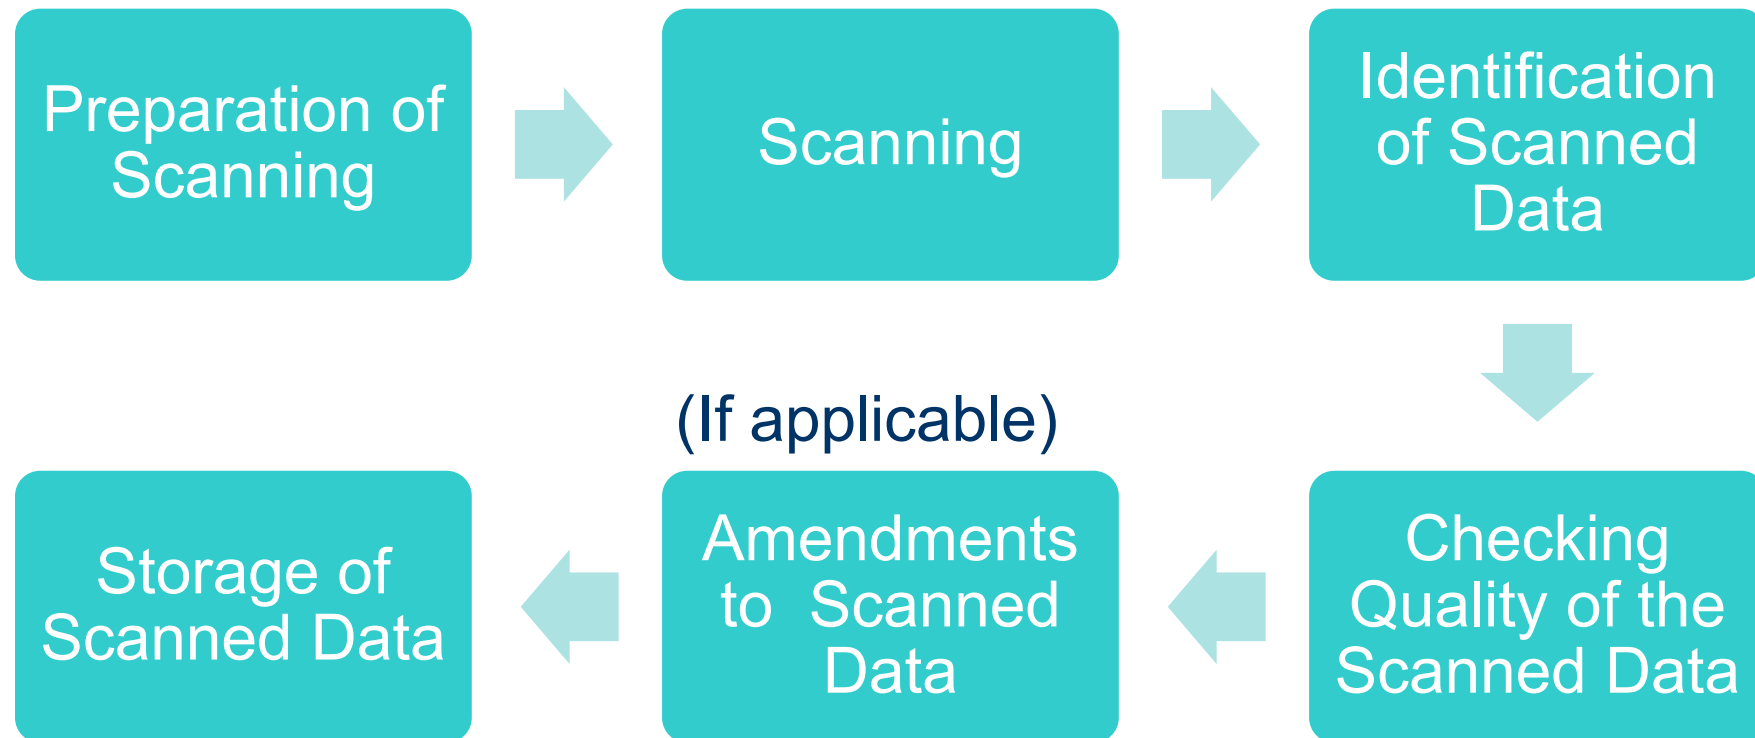 Preparation of
Scanning
Scanning
Identification
of Scanned
Data
(If applicable)
Checking
Quality of the
Scanned Data
Amendments
to Scanned
Data
Storage of
Scanned Data